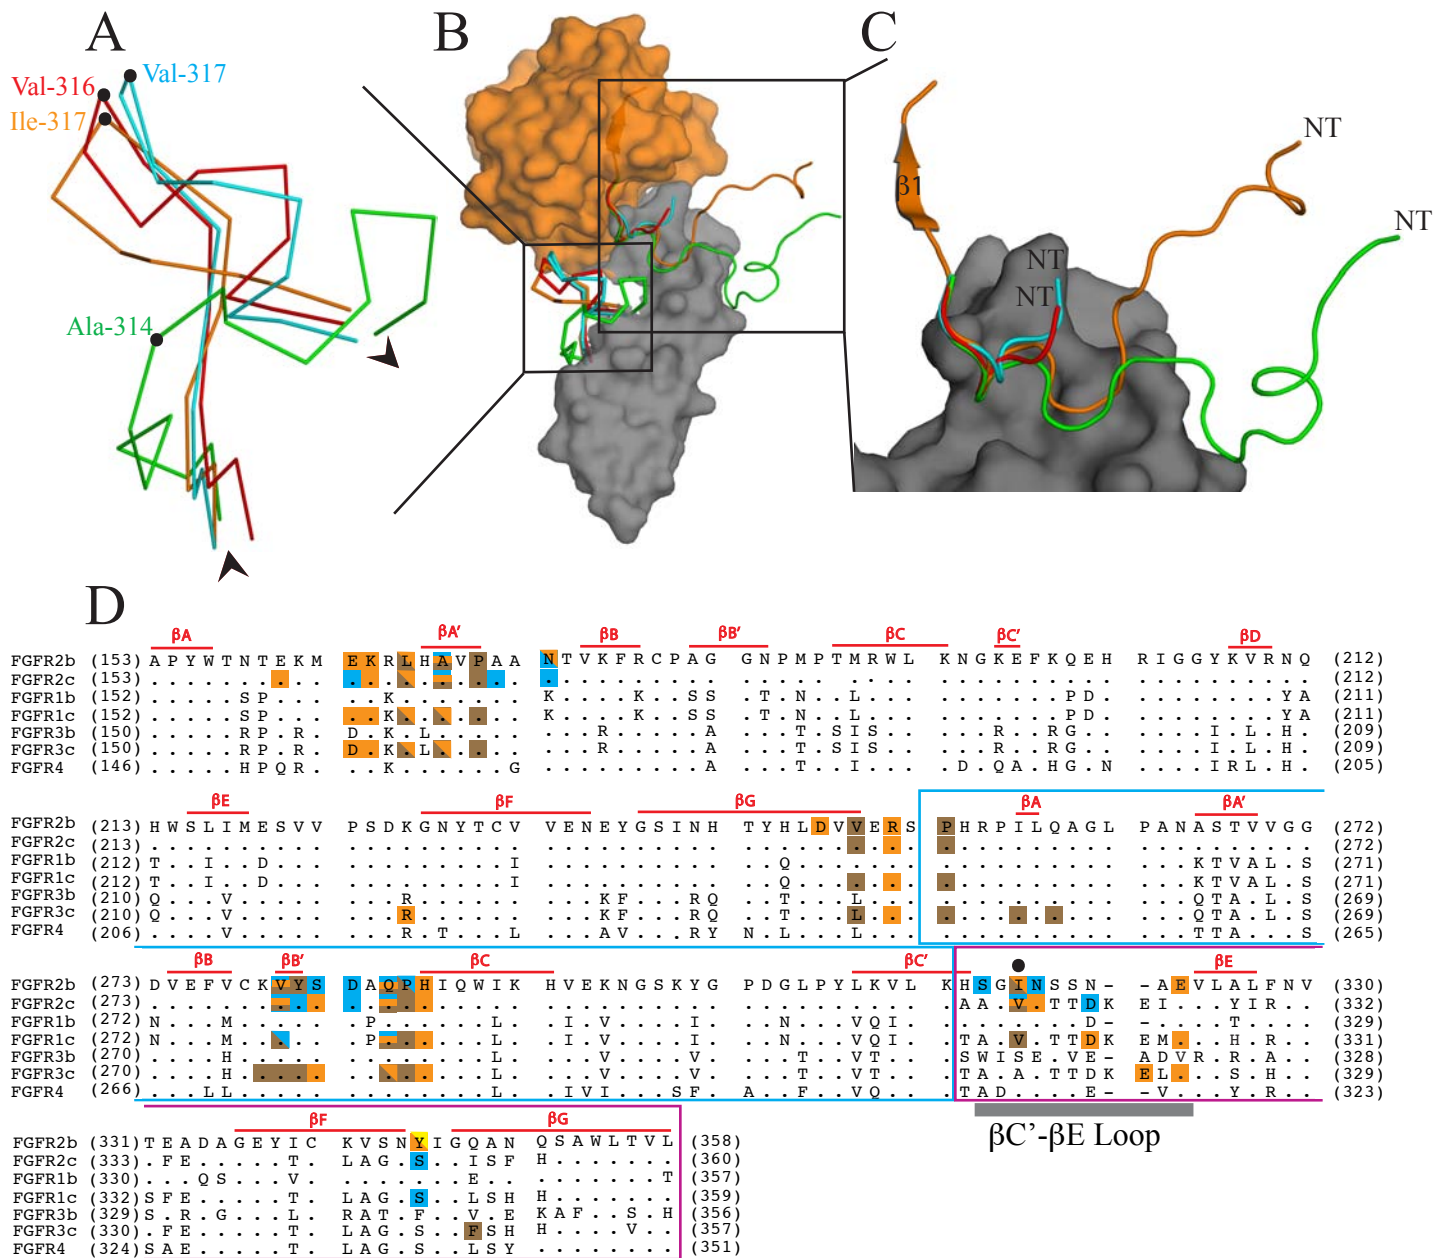 A
B
C
Val-316
Val-317
Ile-317
Ala-314
β1
NT
NT
NT
NT
D
βA βA' βB βB' βC βC' βD
FGFR2b (153) A P Y W T N T E K M E K R L H A V P A A N T V K F R C P A G G N P M P T M R W L K N G K E F K Q E H R I G G Y K V R N Q (212)
FGFR2c (153) . . . . . . . . . . . . . . . . . . . . . . . . . . . . . . . . . . . . . . . . . . . . . . . . . . . . . . . . . . . . (212)
FGFR1b (152) . . . . . S P . . . . . K . . . . . . . K . . . . K . . S S . T . N . . L . . . . . . . . . . P D . . . . . . . . . Y A (211)
FGFR1c (152) . . . . . S P . . . . . K . . . . . . . K . . . . K . . S S . T . N . . L . . . . . . . . . . P D . . . . . . . . . Y A (211)
FGFR3b (150) . . . . . R P . R . D . K . L . . . . . . . . R . . . . . A . . . T . S I S . . . . . R . . R G . . . . . . I . L . H . (209)
FGFR3c (150) . . . . . R P . R . D . K . L . . . . . . . . R . . . . . A . . . T . S I S . . . . . R . . R G . . . . . . I . L . H . (209)
FGFR4 (146) . . . . . H P Q R . . . K . . . . . . G . . . . . . . . . A . . . T . . I . . . . D . Q A . H G . N . . . . I R L . H . (205)
βE βF βG βA βA'
FGFR2b (213) H W S L I M E S V V P S D K G N Y T C V V E N E Y G S I N H T Y H L D V V E R S P H R P I L Q A G L P A N A S T V V G G (272)
FGFR2c (213) . . . . . . . . . . . . . . . . . . . . . . . . . . . . . . . . . . . . . . . . . . . . . . . . . . . . . . . . . . . . (272)
FGFR1b (212) T . . I . . D . . . . . . . . . . . . I . . . . . . . . . . . . Q . . . . . . . . . . . . . . . . . . . . K T V A L . S (271)
FGFR1c (212) T . . I . . D . . . . . . . . . . . . I . . . . . . . . . . . . Q . . . . . . . . . . . . . . . . . . . . K T V A L . S (271)
FGFR3b (210) Q . . . V . . . . . . . . R . . . . . . . . . K F . . . R Q . . T . . . L . . . . . . . . . . . . . . . . Q T A . L . S (269)
FGFR3c (210) Q . . . V . . . . . . . . R . . . . . . . . . K F . . . R Q . . T . . . L . . . . . . . . . . . . . . . . Q T A . L . S (269)
FGFR4 (206) . . . . V . . . . . . . . R . T . . . L . . . A V . . . R Y N . L . . . L . . . . . . . . . . . . . . . . T T A . . . S (265)
βB βB' βC βC' βE
FGFR2b (273) D V E F V C K V Y S D A Q P H I Q W I K H V E K N G S K Y G P D G L P Y L K V L K H S G I N S S N - - A E V L A L F N V (330)
FGFR2c (273) . . . . . . . . . . . . . . . . . . . . . . . . . . . . . . . . . . . . . . . . . A A . V . T T D K E I . . . Y I R . . (332)
FGFR1b (272) N . . . M . . . . . . P . . . . . . L . . I . V . . . . I . . . N . . . V Q I . . . . . . . . . D - - . . . . T . . . . (329)
FGFR1c (272) N . . . M . . . . . . P . . . . . . L . . I . V . . . . I . . . N . . . V Q I . . T A . V . T T D K E M . . . . . . . . (331)
FGFR3b (270) . . . . H . . . . . . . . . . . . . L . . . . V . . . . V . . . . T . . V T . . . S W I S E . V E - A D V R . R . A . . (328)
FGFR3c (270) . . . . H . . . . . . . . . . . . . L . . . . V . . . . V . . . . T . . V T . . . T A . A . T T D K E L . . . S . H . . (329)
FGFR4 (266) . . . L L . . . . . . . . . . . . . L . . I V I . . . S F . A . . F . . V Q . . . T A D . . . . E - - . V . . . Y . R . . (323)
βC'-βE Loop
βF βG
FGFR2b (331) T E A D A G E Y I C K V S N Y I G Q A N Q S A W L T V L (358)
FGFR2c (333) . F E . . . . . T . L A G . S . . I S F H . . . . . . . (360)
FGFR1b (330) . . . Q S . . . V . . . . . . . . E . . . . . . . . . T (357)
FGFR1c (332) S F E . . . . . T . L A G . S . . L S H H . . . . . . . (359)
FGFR3b (329) S . R . G . . . L . R A T . F . . V . E K A F . . S . H (356)
FGFR3c (330) . F E . . . . . T . L A G . S . . F S H H . . . . V . . (357)
FGFR4 (324) S A E . . . . . T . L A G . S . . L S Y . . . . . . . . (351)